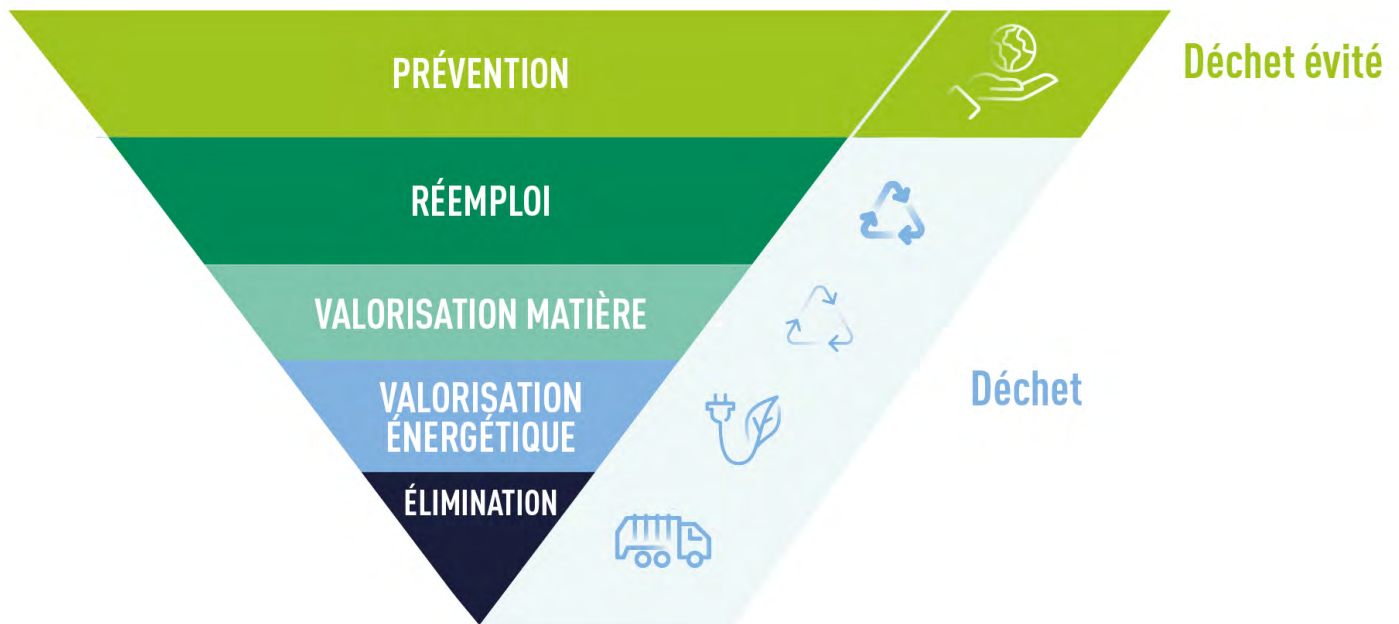 PRÉVENTION
Déchet évité
RÉEMPLOI
VALORISATION MATIÈRE
VALORISATION
ÉNERGÉTIQUE
Déchet
ÉLIMINATION